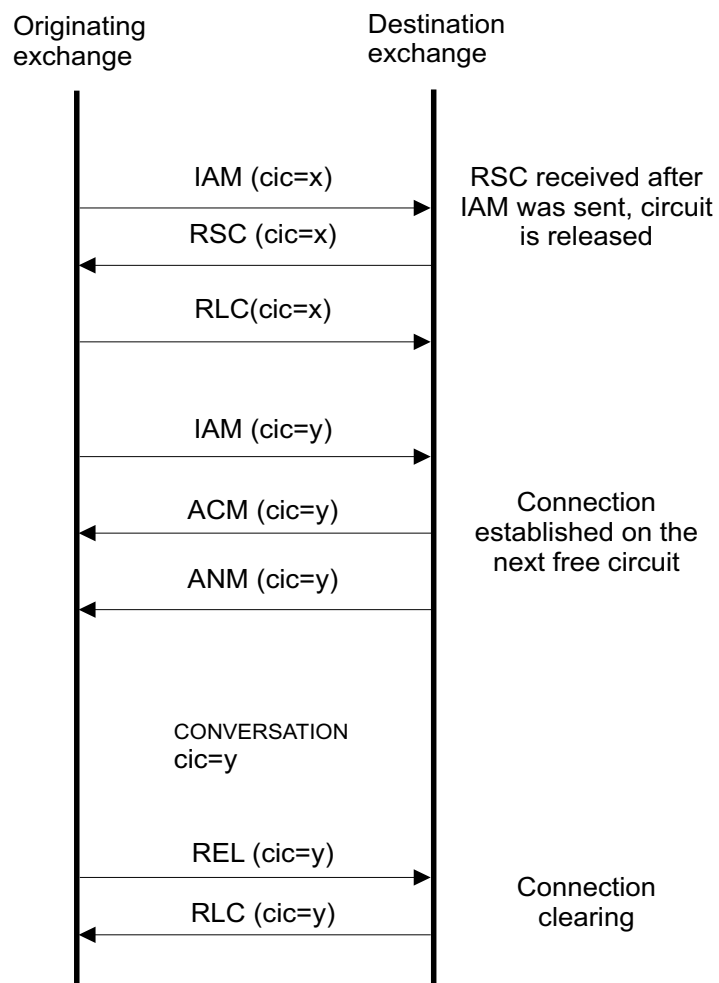 Originating
exchange
Destination
exchange
IAM (cic=x)
RSC received after
IAM was sent, circuit
is released
RSC (cic=x)
RLC(cic=x)
IAM (cic=y)
ACM (cic=y)
Connection
established on the
next free circuit
ANM (cic=y)
CONVERSATION
cic=y
REL (cic=y)
RLC (cic=y)
Connection
clearing